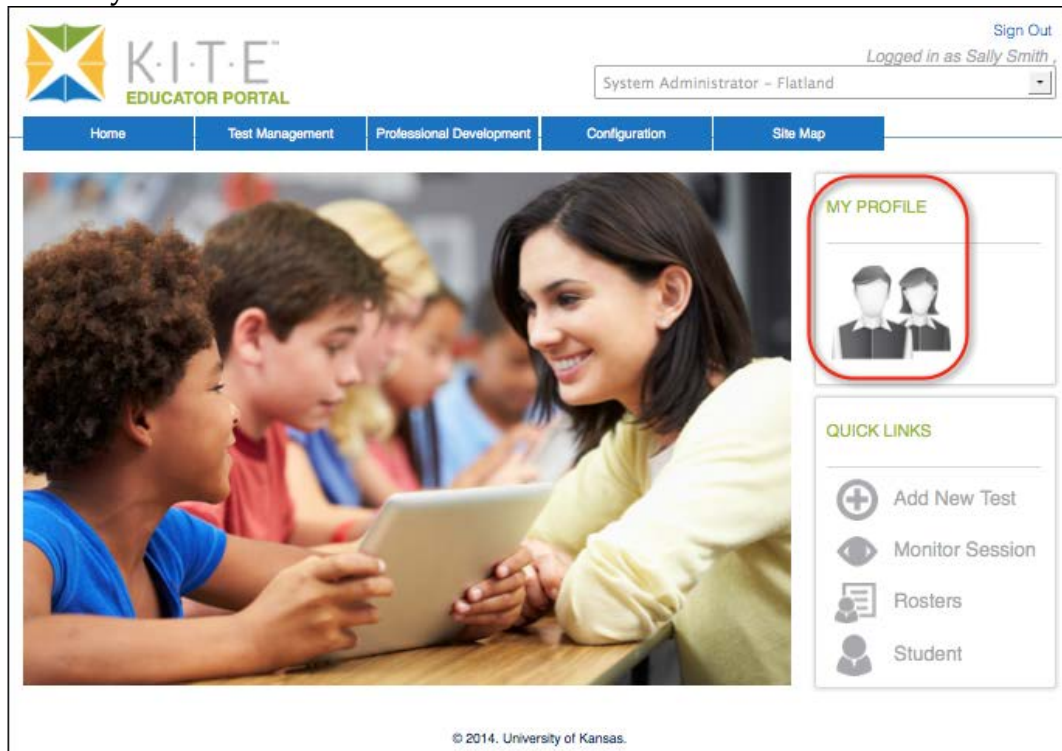 Sign Out
K·I·T·E™
Logged in as Sally Smith ,
EDUCATOR PORTAL
System Administrator – Flatland
Home Test Management Professional Development Configuration Site Map
MY PROFILE
QUICK LINKS
Add New Test
Monitor Session
Rosters
Student
© 2014. University of Kansas.